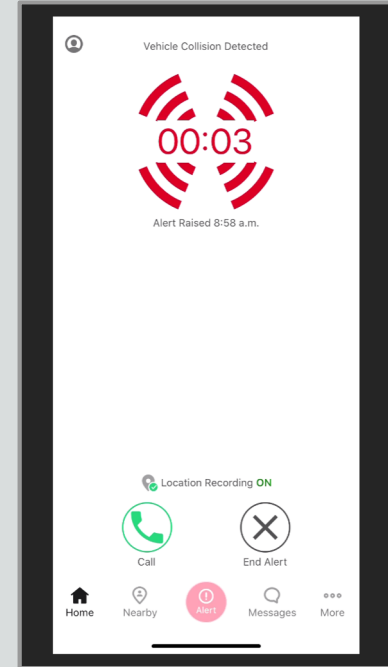 Vehicle Collision Detected
00:03
Alert Raised 8:58 a.m.
Location Recording ON
Call
End Alert
Home
Nearby
Alert
Messages
More